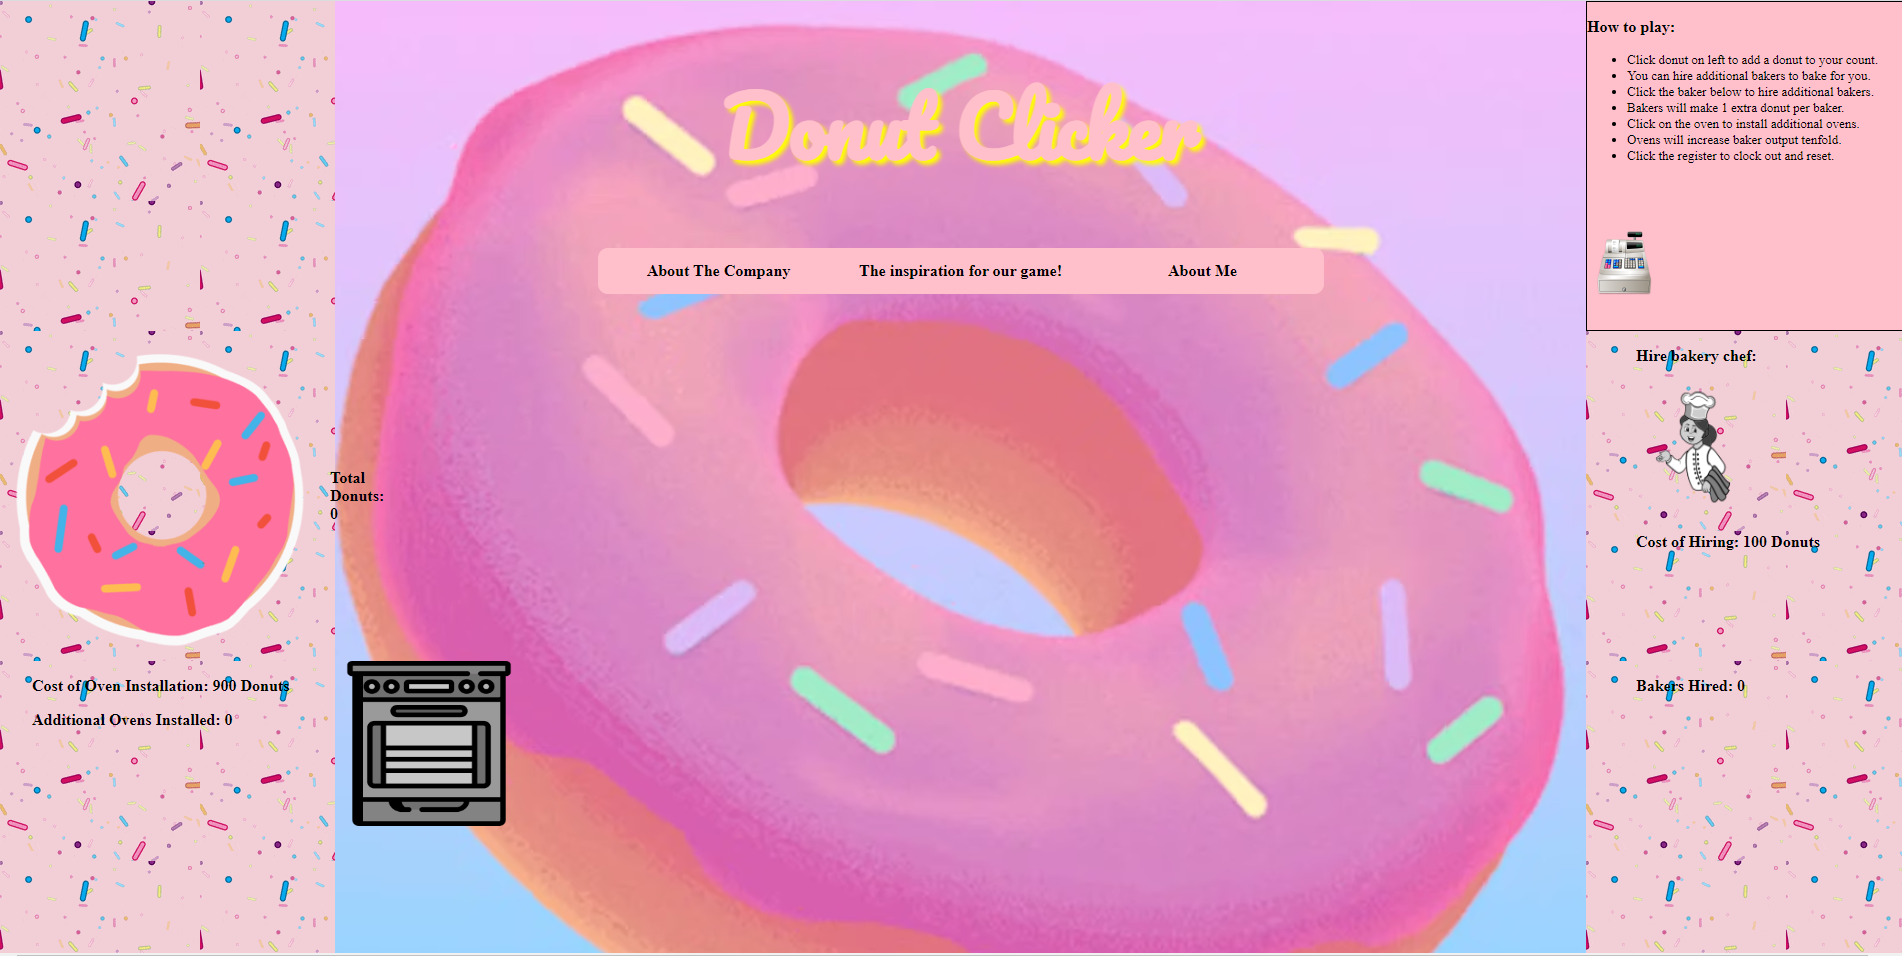 Donut Clicker
About The Company
The inspiration for our game!
About Me
How to play:
Click donut on left to add a donut to your count.
You can hire additional bakers to bake for you.
Click the baker below to hire additional bakers.
Bakers will make 1 extra donut per baker.
Click on the oven to install additional ovens.
Ovens will increase baker output tenfold.
Click the register to clock out and reset.
Hire bakery chef:
Cost of Hiring: 100 Donuts
Bakers Hired: 0
Total
Donuts:
0
Cost of Oven Installation: 900 Donuts
Additional Ovens Installed: 0